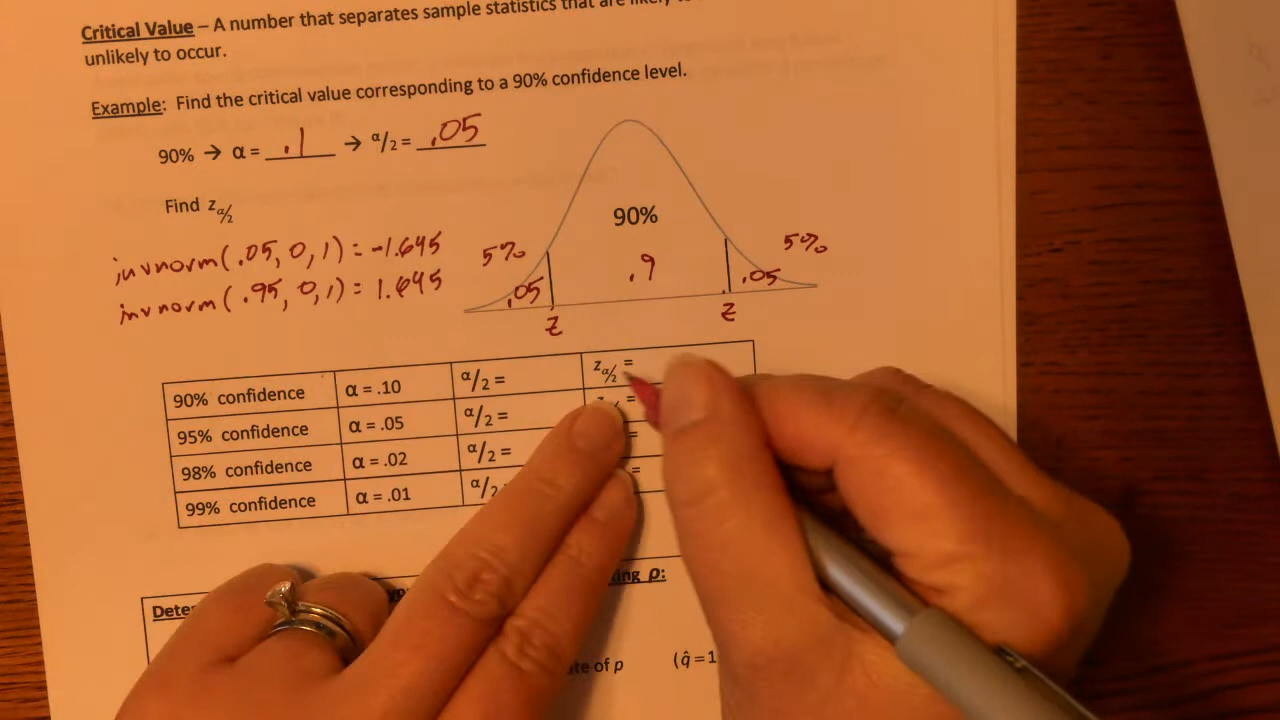 Critical Value – A number that separates sample statistics that are likely to
unlikely to occur.
Example: Find the critical value corresponding to a 90% confidence level.
90% → α = .1 → α/2 = .05
Find z α/2
invnorm(.05, 0, 1) = -1.645
invnorm(.95, 0, 1) = 1.645
5% 90% 5%
.05 .9 .05
z z
90% confidence α = .10 α/2 = z α/2 =
95% confidence α = .05 α/2 = =
98% confidence α = .02 α/2 = =
99% confidence α = .01 α/2 =
ρ:
of p (q̂=1